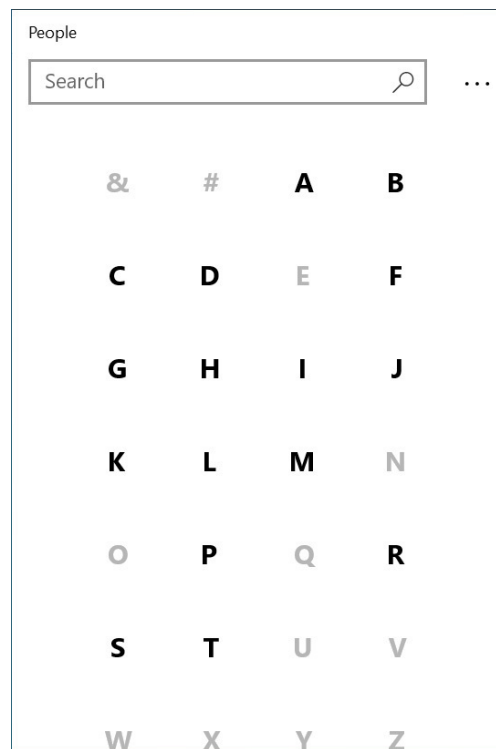 People
Search ...
& # A B
C D E F
G H I J
K L M N
O P Q R
S T U V
W X Y Z